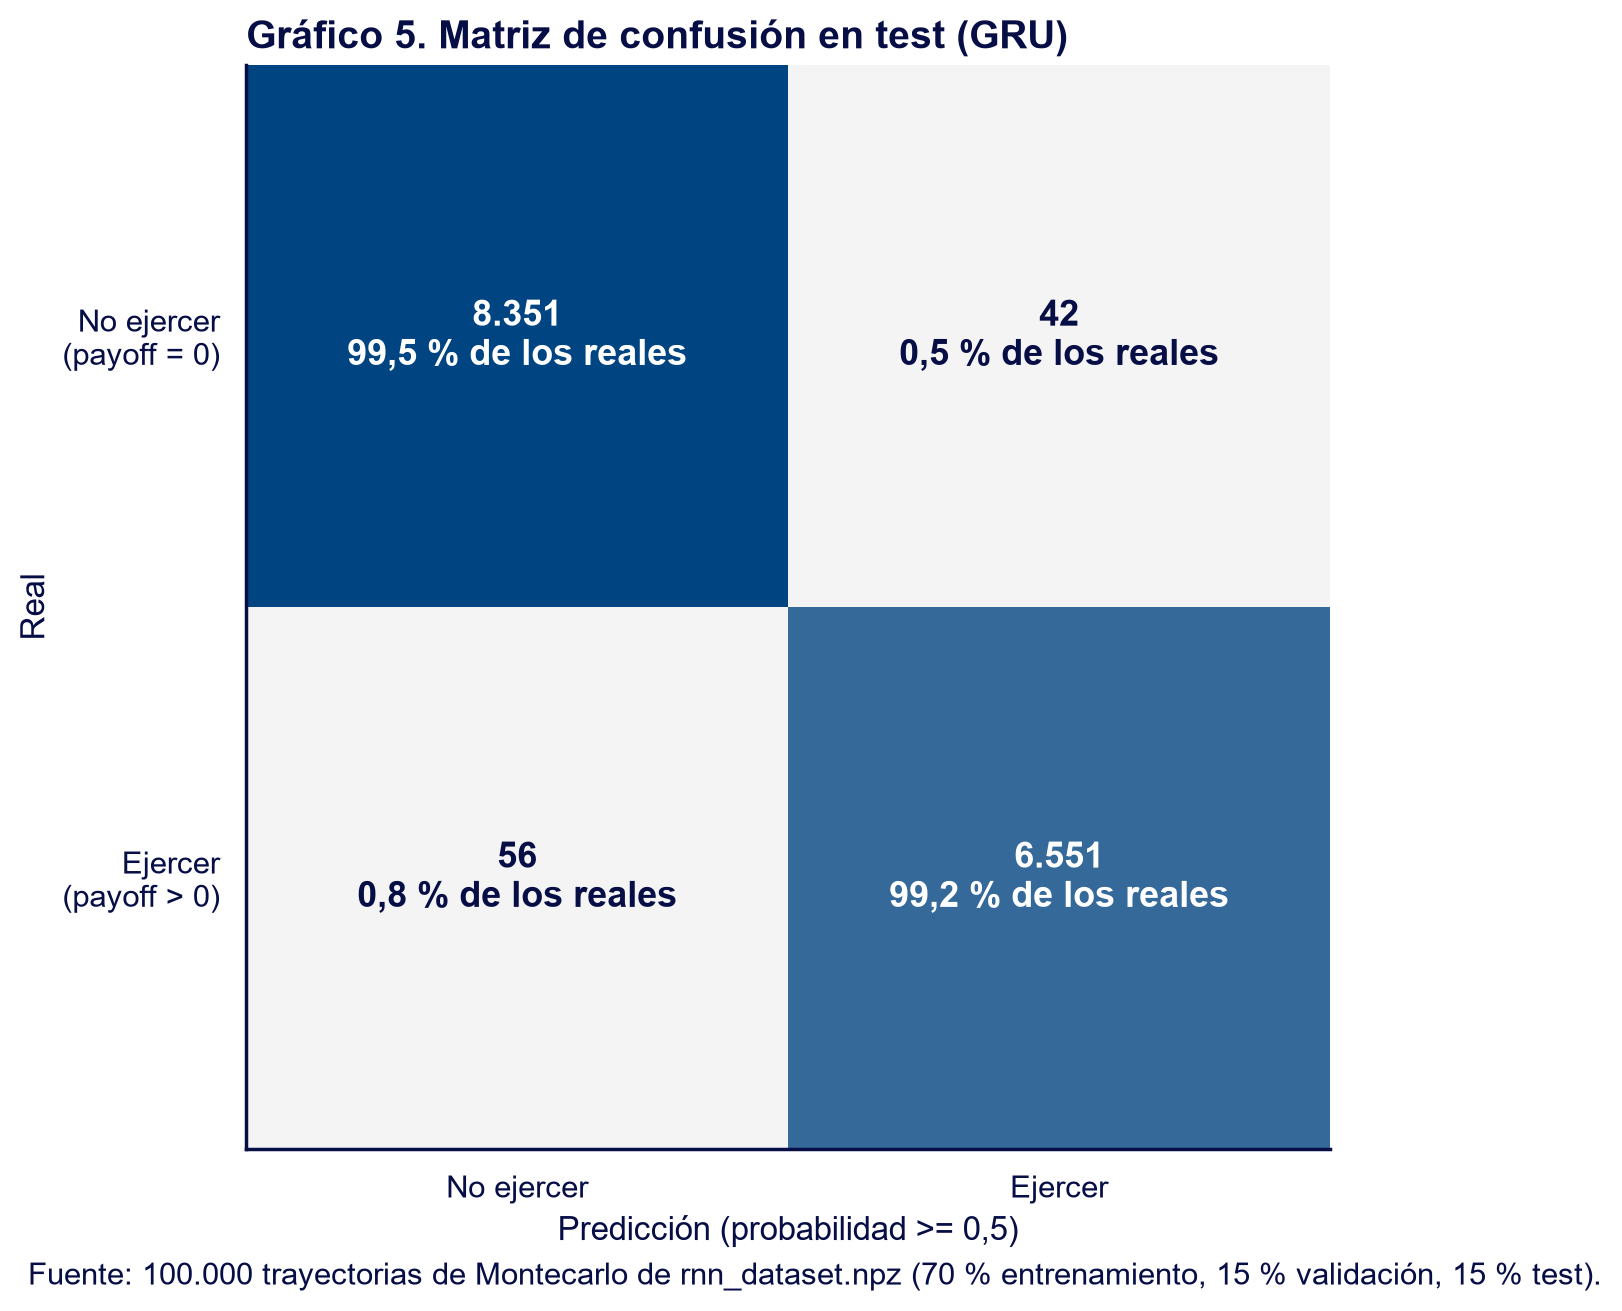 Gráfico 5. Matriz de confusión en test (GRU)
8.351
99,5 % de los reales
42
0,5 % de los reales
No ejercer
(payoff = 0)
Real
56
0,8 % de los reales
6.551
99,2 % de los reales
Ejercer
(payoff > 0)
No ejercer
Ejercer
Predicción (probabilidad >= 0,5)
Fuente: 100.000 trayectorias de Montecarlo de rnn_dataset.npz (70 % entrenamiento, 15 % validación, 15 % test).